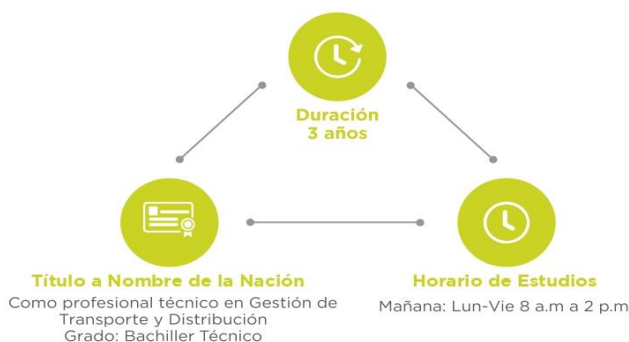 Duración
3 años
Título a Nombre de la Nación
Como profesional técnico en Gestión de
Transporte y Distribución
Grado: Bachiller Técnico
Horario de Estudios
Mañana: Lun-Vie 8 a.m a 2 p.m